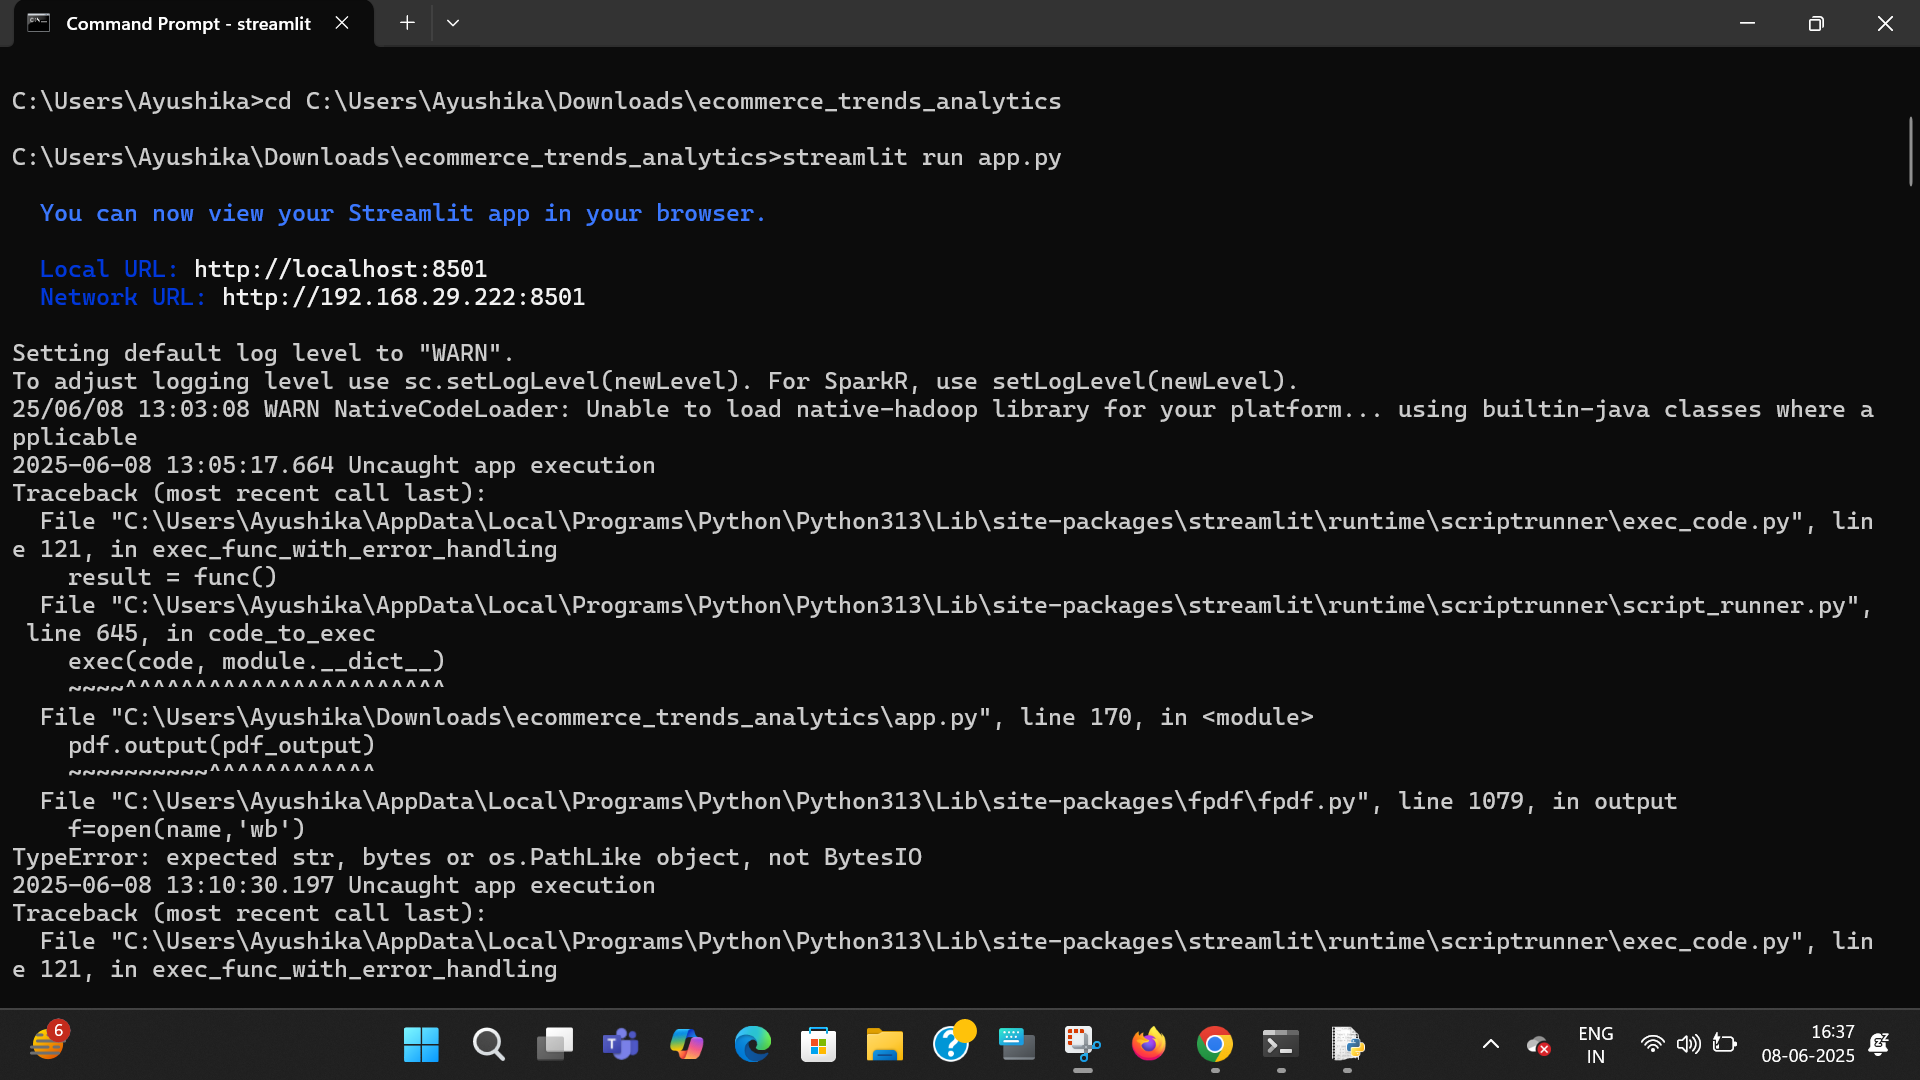 Command Prompt - streamlit
C:\Users\Ayushika>cd C:\Users\Ayushika\Downloads\ecommerce_trends_analytics
C:\Users\Ayushika\Downloads\ecommerce_trends_analytics>streamlit run app.py
You can now view your Streamlit app in your browser.
Local URL: http://localhost:8501
Network URL: http://192.168.29.222:8501
Setting default log level to "WARN".
To adjust logging level use sc.setLogLevel(newLevel). For SparkR, use setLogLevel(newLevel).
25/06/08 13:03:08 WARN NativeCodeLoader: Unable to load native-hadoop library for your platform... using builtin-java classes where a
pplicable
2025-06-08 13:05:17.664 Uncaught app execution
Traceback (most recent call last):
File "C:\Users\Ayushika\AppData\Local\Programs\Python\Python313\Lib\site-packages\streamlit\runtime\scriptrunner\exec_code.py", lin
e 121, in exec_func_with_error_handling
result = func()
File "C:\Users\Ayushika\AppData\Local\Programs\Python\Python313\Lib\site-packages\streamlit\runtime\scriptrunner\script_runner.py",
line 645, in code_to_exec
exec(code, module.__dict__)
~~~~^^^^^^^^^^^^^^^^^^^^^^^
File "C:\Users\Ayushika\Downloads\ecommerce_trends_analytics\app.py", line 170, in <module>
pdf.output(pdf_output)
~~~~~~~~~~^^^^^^^^^^^^
File "C:\Users\Ayushika\AppData\Local\Programs\Python\Python313\Lib\site-packages\fpdf\fpdf.py", line 1079, in output
f=open(name,'wb')
TypeError: expected str, bytes or os.PathLike object, not BytesIO
2025-06-08 13:10:30.197 Uncaught app execution
Traceback (most recent call last):
File "C:\Users\Ayushika\AppData\Local\Programs\Python\Python313\Lib\site-packages\streamlit\runtime\scriptrunner\exec_code.py", lin
e 121, in exec_func_with_error_handling
6
ENG
IN
16:37
08-06-2025